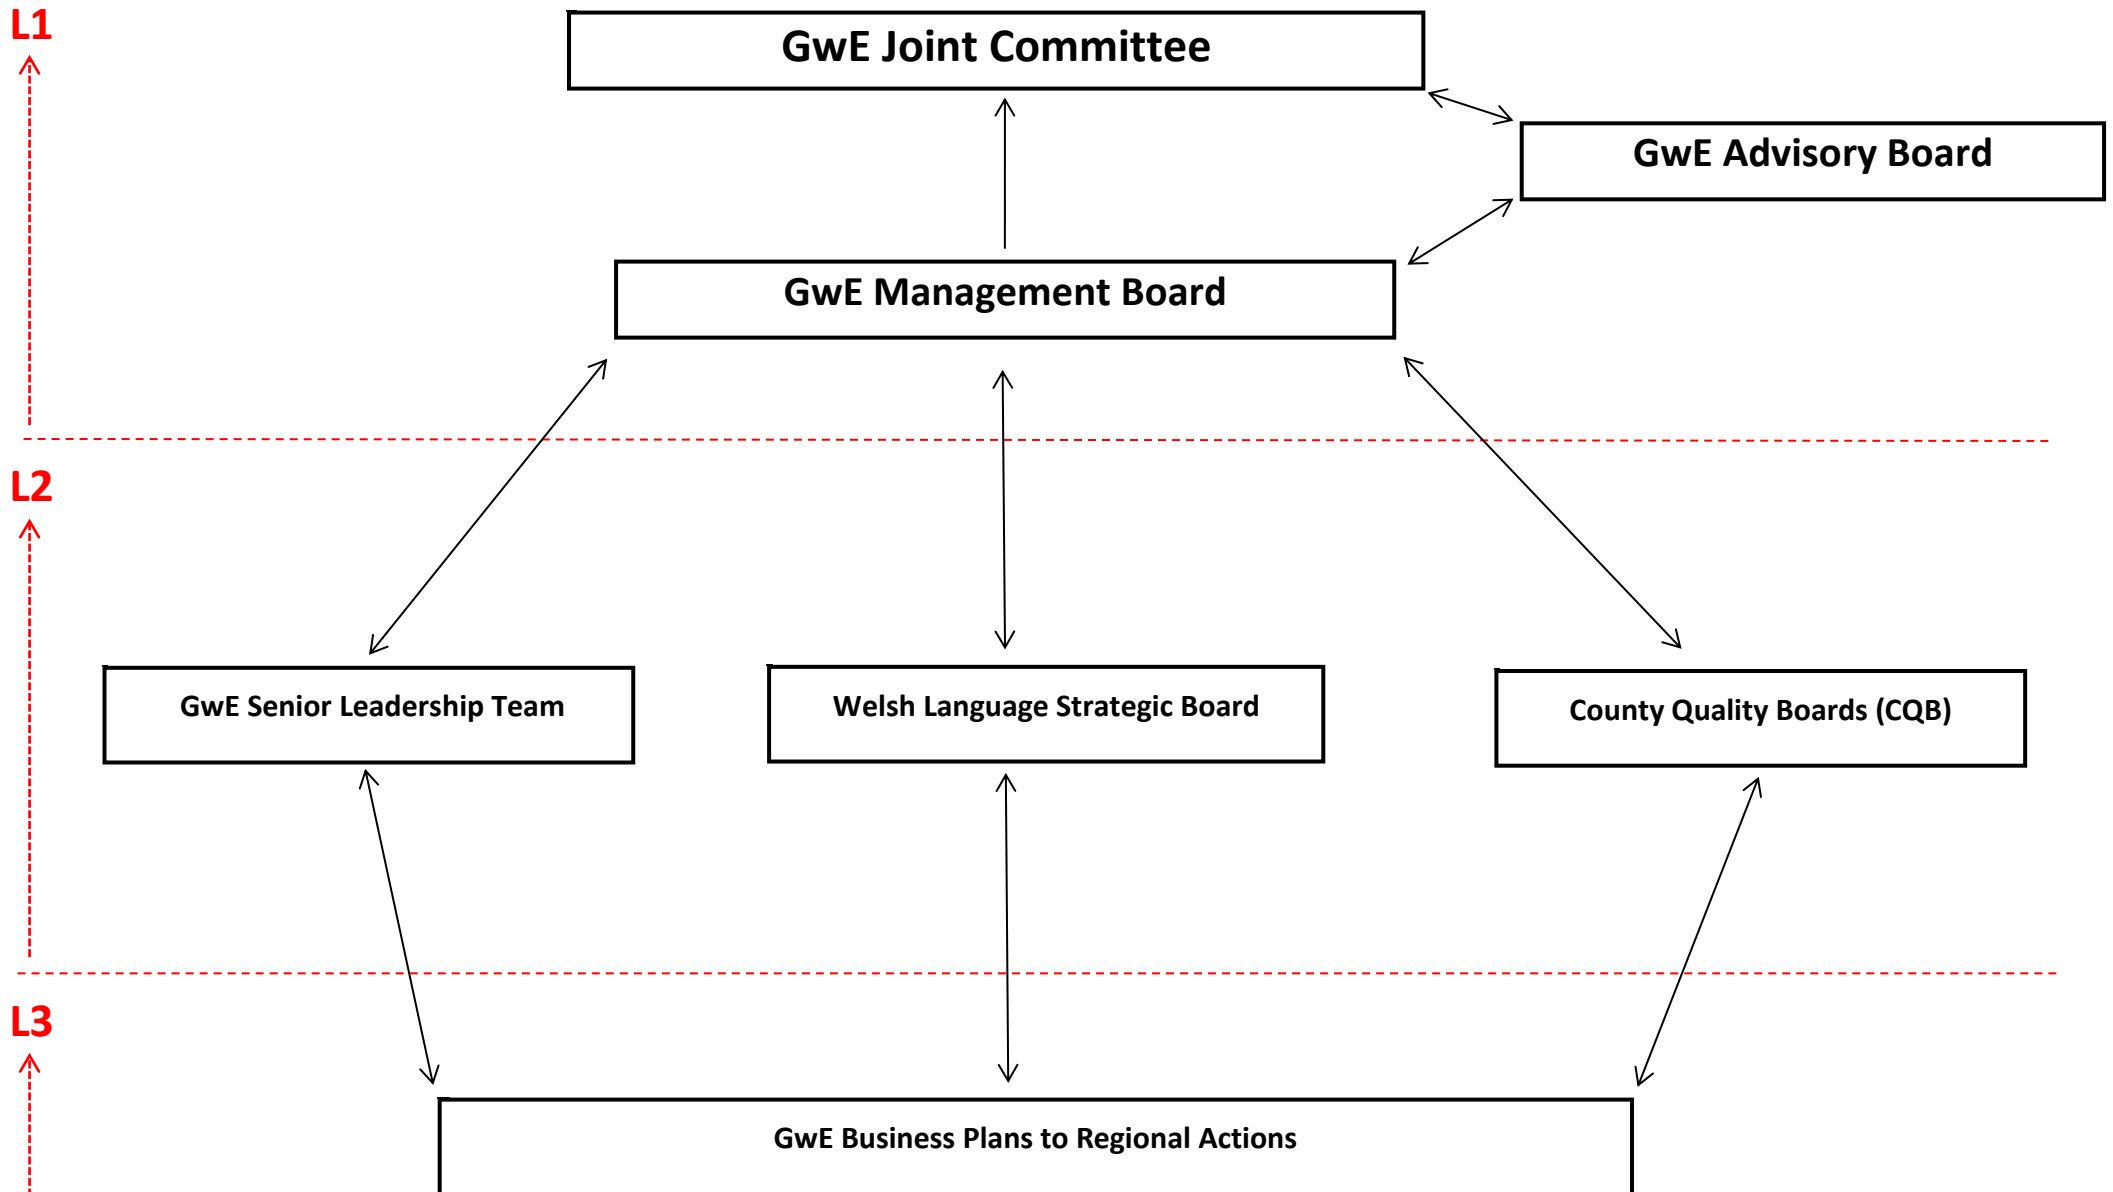 L1
GwE Joint Committee
GwE Advisory Board
GwE Management Board
L2
GwE Senior Leadership Team
Welsh Language Strategic Board
County Quality Boards (CQB)
L3
GwE Business Plans to Regional Actions